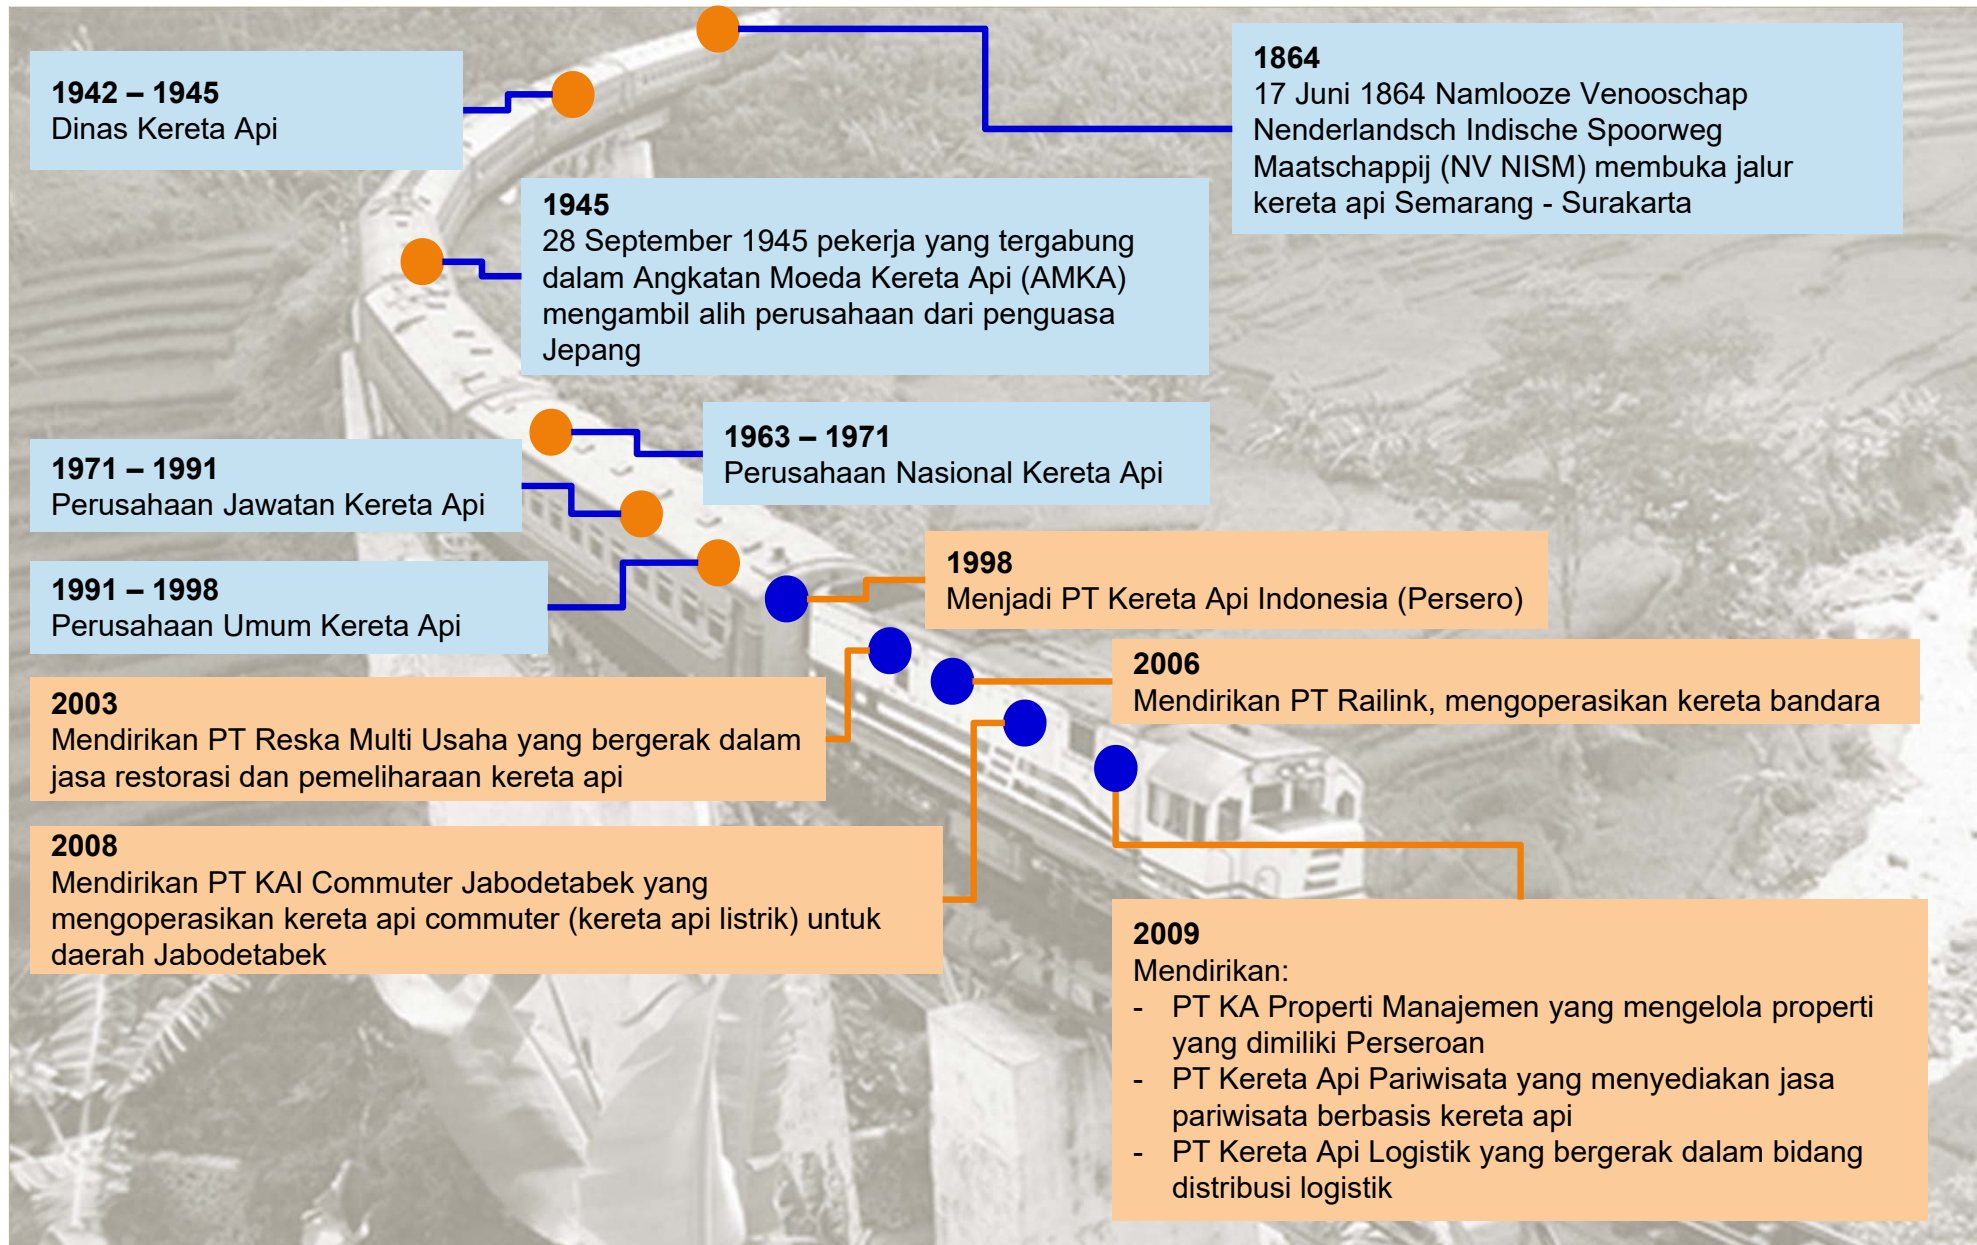 1864
17 Juni 1864 Namlooze Venooschap
Nenderlandsch Indische Spoorweg
Maatschappij (NV NISM) membuka jalur
kereta api Semarang - Surakarta
1942 – 1945
Dinas Kereta Api
1945
28 September 1945 pekerja yang tergabung
dalam Angkatan Moeda Kereta Api (AMKA)
mengambil alih perusahaan dari penguasa
Jepang
1963 – 1971
Perusahaan Nasional Kereta Api
1971 – 1991
Perusahaan Jawatan Kereta Api
1991 – 1998
Perusahaan Umum Kereta Api
1998
Menjadi PT Kereta Api Indonesia (Persero)
2003
Mendirikan PT Reska Multi Usaha yang bergerak dalam
jasa restorasi dan pemeliharaan kereta api
2006
Mendirikan PT Railink, mengoperasikan kereta bandara
2008
Mendirikan PT KAI Commuter Jabodetabek yang
mengoperasikan kereta api commuter (kereta api listrik) untuk
daerah Jabodetabek
2009
Mendirikan:
- PT KA Properti Manajemen yang mengelola properti
yang dimiliki Perseroan
- PT Kereta Api Pariwisata yang menyediakan jasa
pariwisata berbasis kereta api
- PT Kereta Api Logistik yang bergerak dalam bidang
distribusi logistik